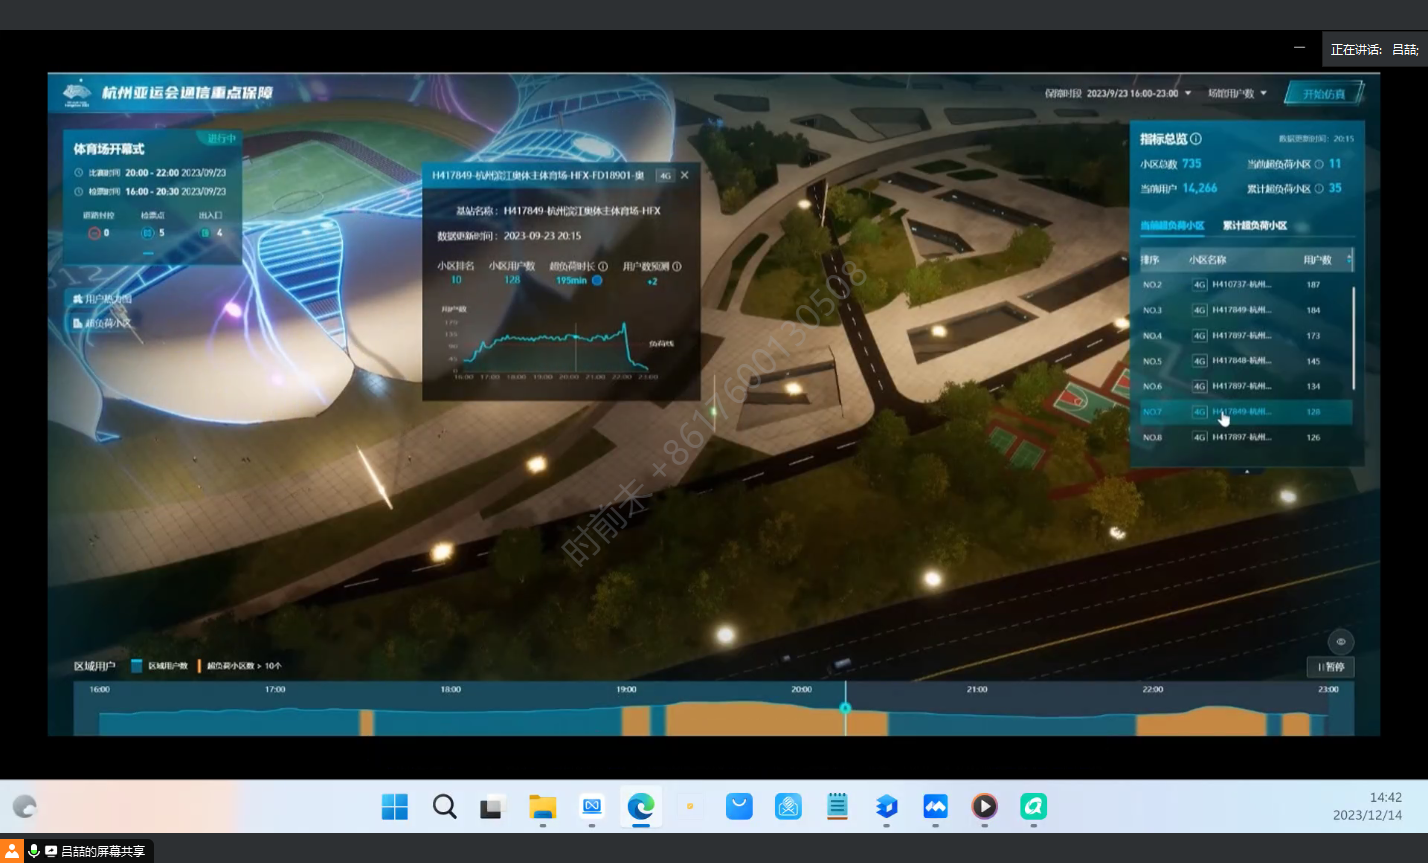 正在讲话: 吕喆;
杭州亚运会通信重点保障
保障时段 2023/9/23 16:00-23:00
场馆用户数
开始仿真
进行中
体育场开幕式
比赛时间 20:00 - 22:00 2023/09/23
检票时间 16:00 - 20:30 2023/09/23
道路封控 检票点 出入口
0 5 4
用户热力图
超负荷小区
H417849-杭州滨江奥体主体育场-HFX-FD18901-奥 4G
基站名称: H417849-杭州滨江奥体主体育场-HFX
数据更新时间: 2023-09-23 20:15
小区排名 小区用户数 超负荷时长 用户数预测
10 128 195min +2
用户数
175
135
90
45
负荷线
16:00 17:00 18:00 19:00 20:00 21:00 22:00 23:00
指标总览 数据更新时间: 20:15
小区总数 735 当前超负荷小区 11
当前用户 14,266 累计超负荷小区 35
当前超负荷小区 累计超负荷小区
排序 小区名称 用户数
NO.2 4G H410737-杭州... 187
NO.3 4G H417849-杭州... 184
NO.4 4G H417897-杭州... 173
NO.5 4G H417848-杭州... 145
NO.6 4G H417897-杭州... 134
NO.7 4G H417849-杭州... 128
NO.8 4G H417897-杭州... 126
时前未 +8617600130508
区域用户 区域用户数 超负荷小区数 > 10个
暂停
16:00 17:00 18:00 19:00 20:00 21:00 22:00 23:00
14:42
2023/12/14
吕喆的屏幕共享